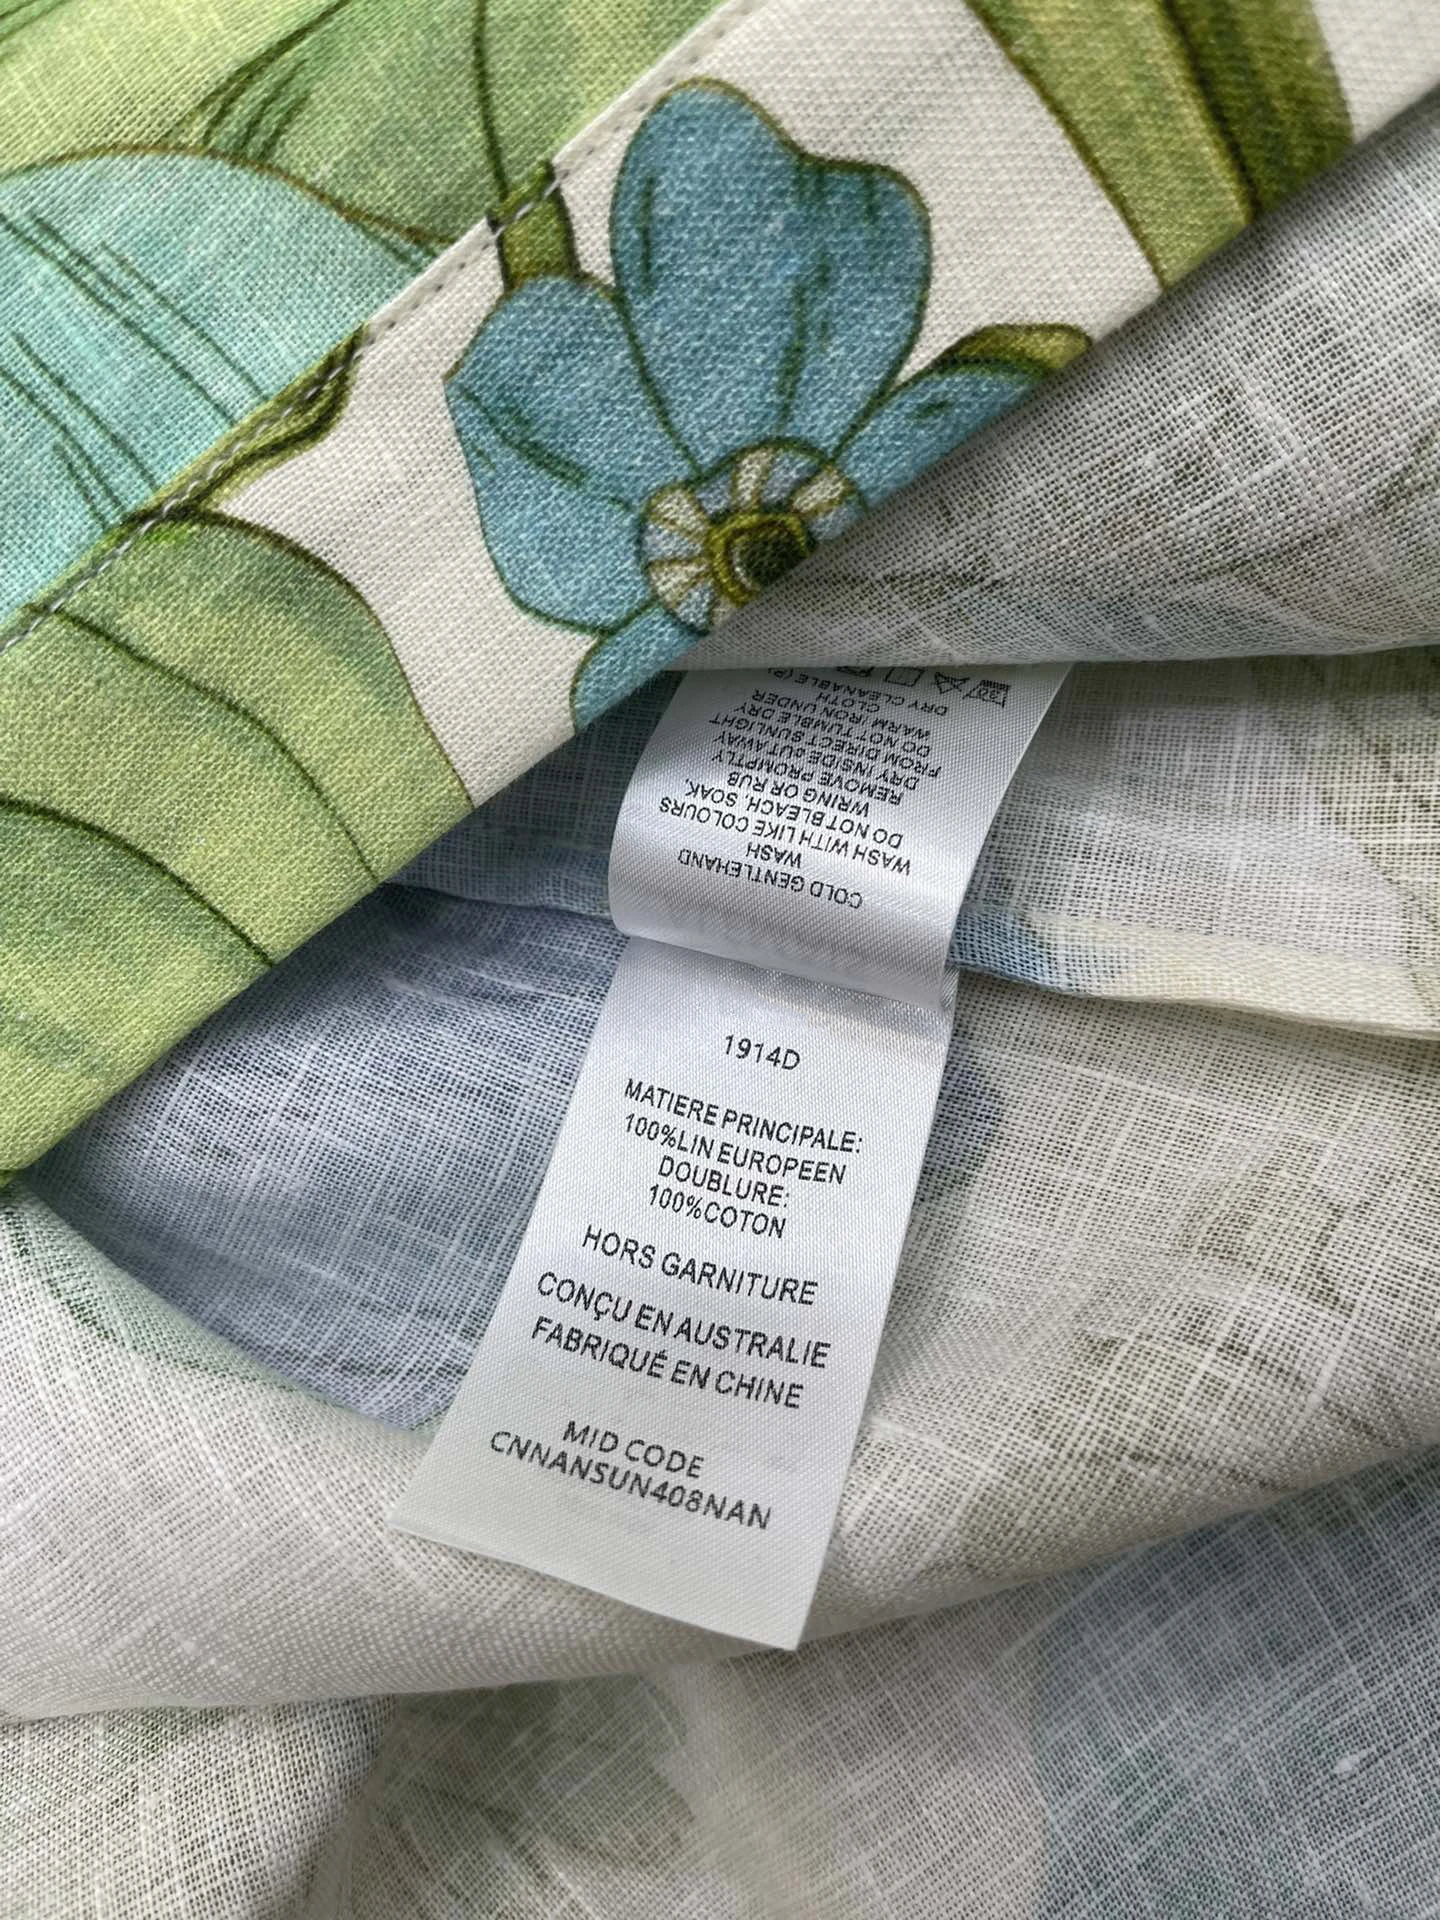 COLD GENTLEHAND
WASH
WASH WITH LIKE COLOURS
DO NOT BLEACH, SOAK,
WRING OR RUB
REMOVE PROMPTLY
DRY INSIDE OUT AWAY
FROM DIRECT SUNLIGHT
DO NOT TUMBLE DRY
WARM IRON UNDER
CLOTH
DRY CLEANABLE (P)
30
1914D
MATIERE PRINCIPALE:
100%LIN EUROPEEN
DOUBLURE:
100%COTON
HORS GARNITURE
CONÇU EN AUSTRALIE
FABRIQUÉ EN CHINE
MID CODE
CNNANSUN408NAN